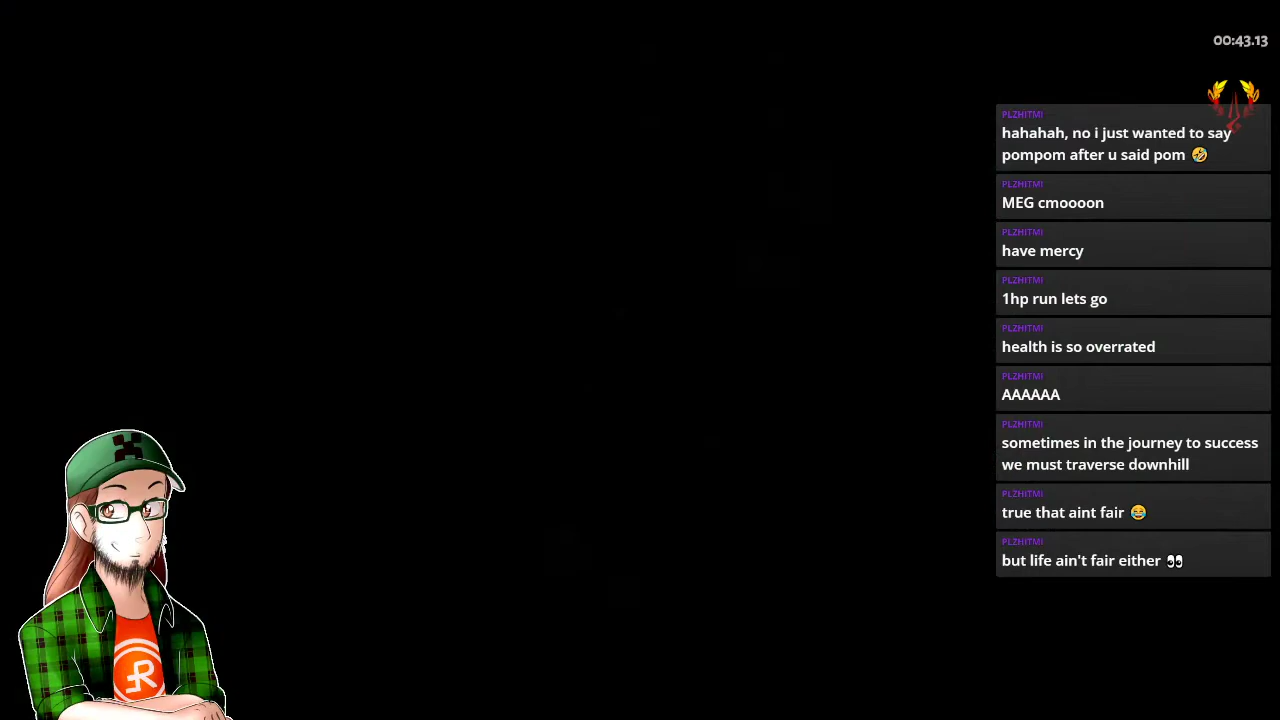 00:43.13
PLZHITMI
hahahah, no i just wanted to say
pompom after u said pom 🤣
PLZHITMI
MEG cmoooon
PLZHITMI
have mercy
PLZHITMI
1hp run lets go
PLZHITMI
health is so overrated
PLZHITMI
AAAAAA
PLZHITMI
sometimes in the journey to success
we must traverse downhill
PLZHITMI
true that aint fair 😂
PLZHITMI
but life ain't fair either 👀